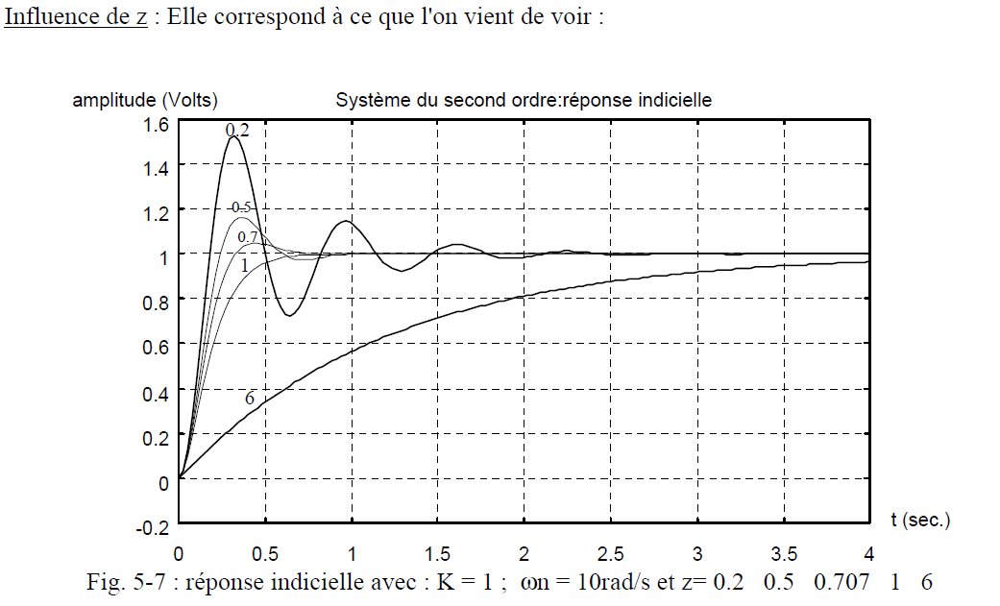 Influence de z : Elle correspond à ce que l'on vient de voir :
amplitude (Volts)
Système du second ordre:réponse indicielle
1.6
1.4
1.2
1
0.8
0.6
0.4
0.2
0
-0.2
0.2
0.5
0.7
1
6
t (sec.)
0 0.5 1 1.5 2 2.5 3 3.5 4
Fig. 5-7 : réponse indicielle avec : K = 1 ; ωn = 10rad/s et z= 0.2 0.5 0.707 1 6